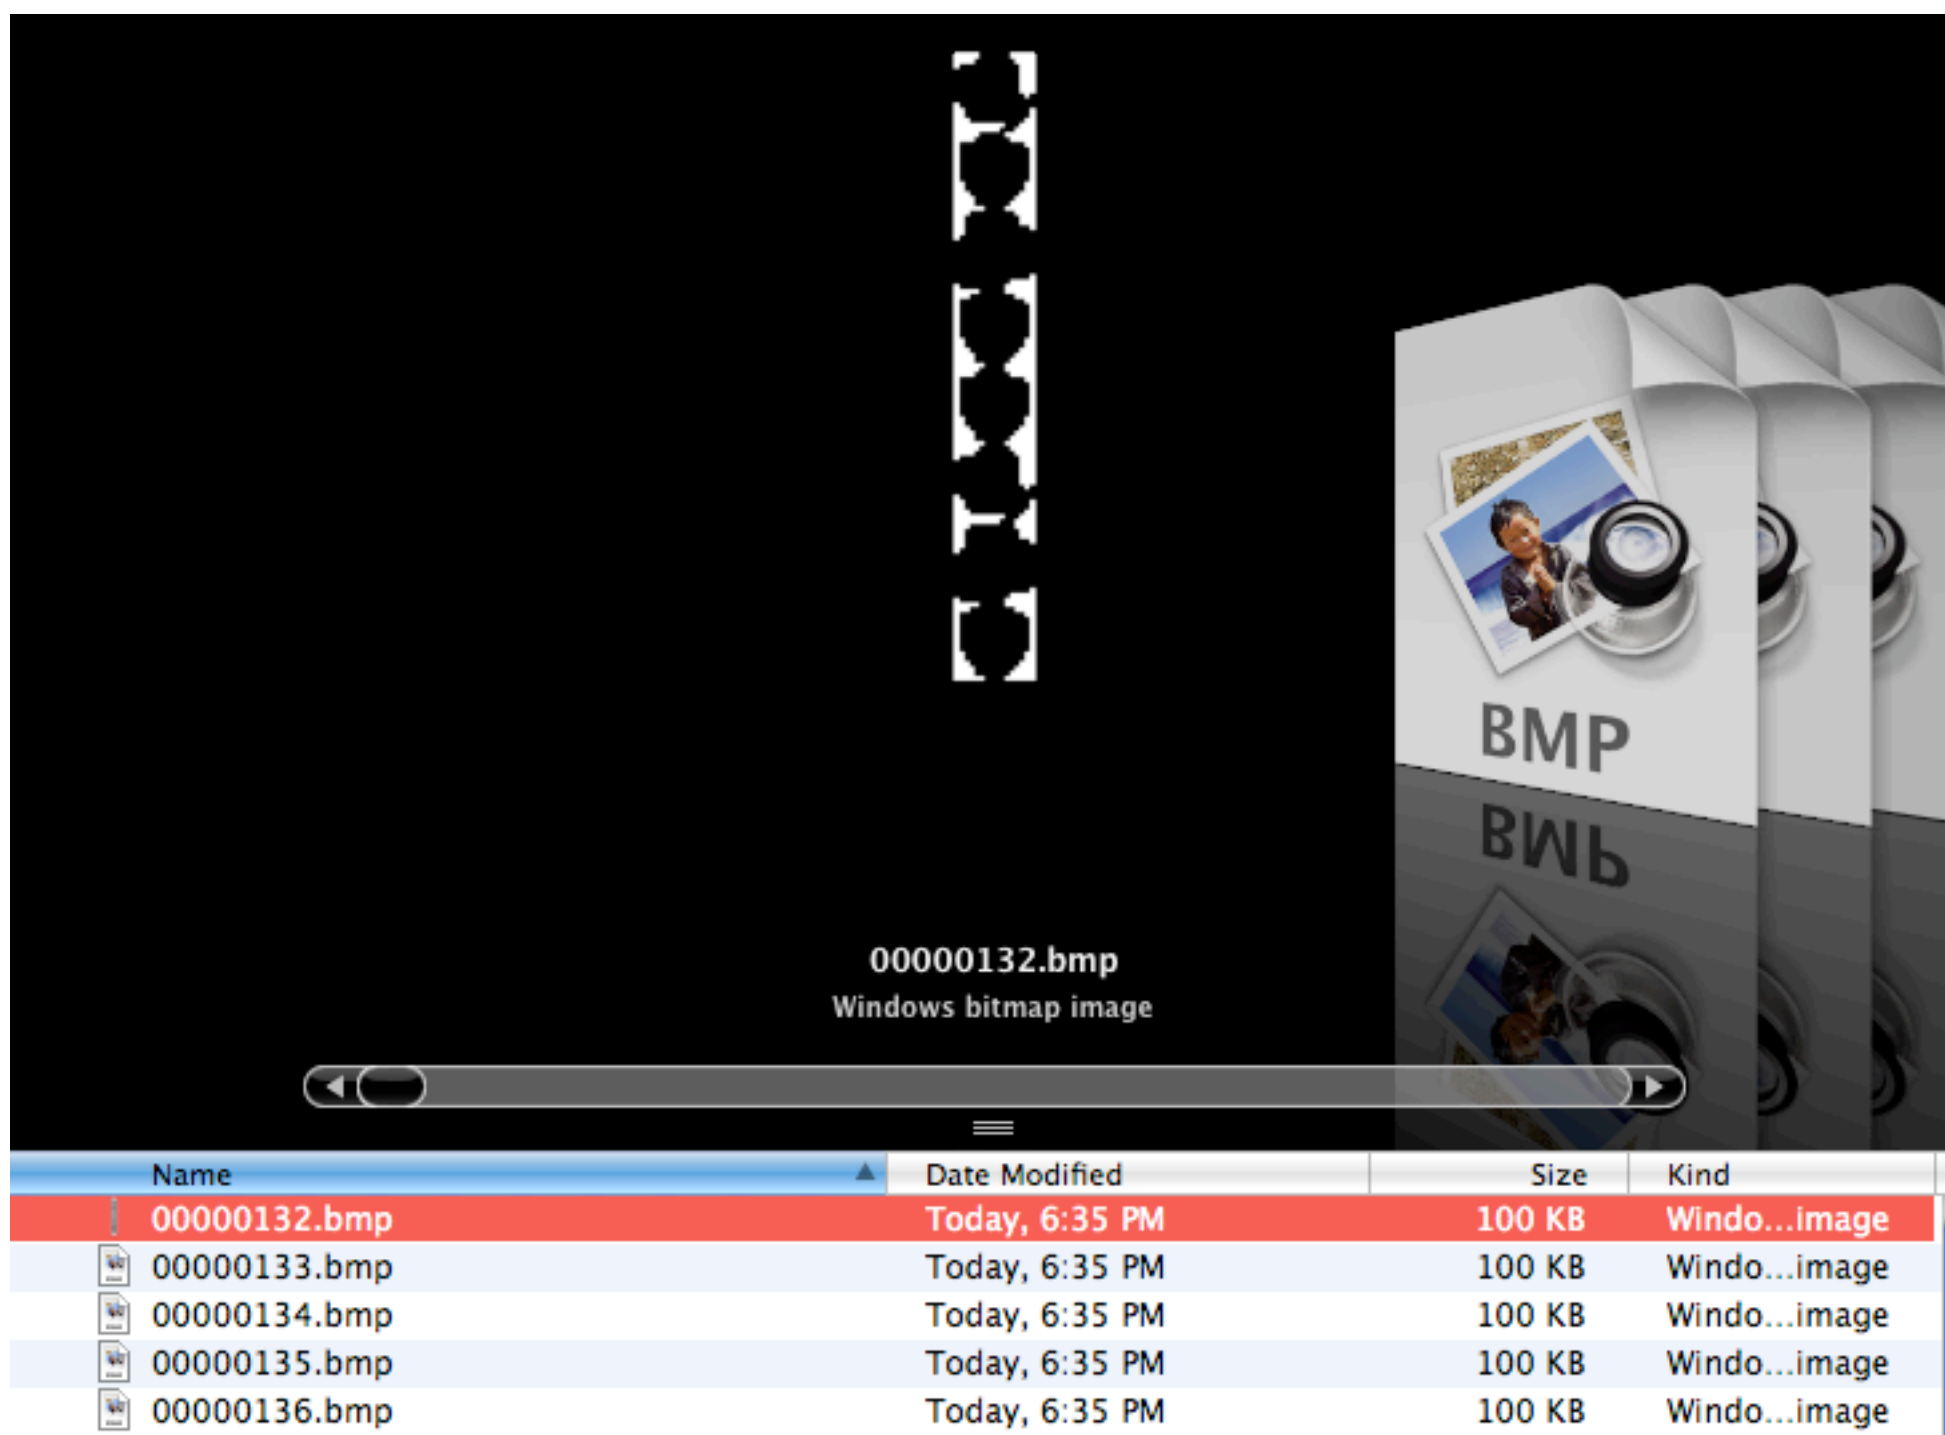 BMP
00000132.bmp
Windows bitmap image
Name Date Modified Size Kind
00000132.bmp Today, 6:35 PM 100 KB Windo...image
00000133.bmp Today, 6:35 PM 100 KB Windo...image
00000134.bmp Today, 6:35 PM 100 KB Windo...image
00000135.bmp Today, 6:35 PM 100 KB Windo...image
00000136.bmp Today, 6:35 PM 100 KB Windo...image